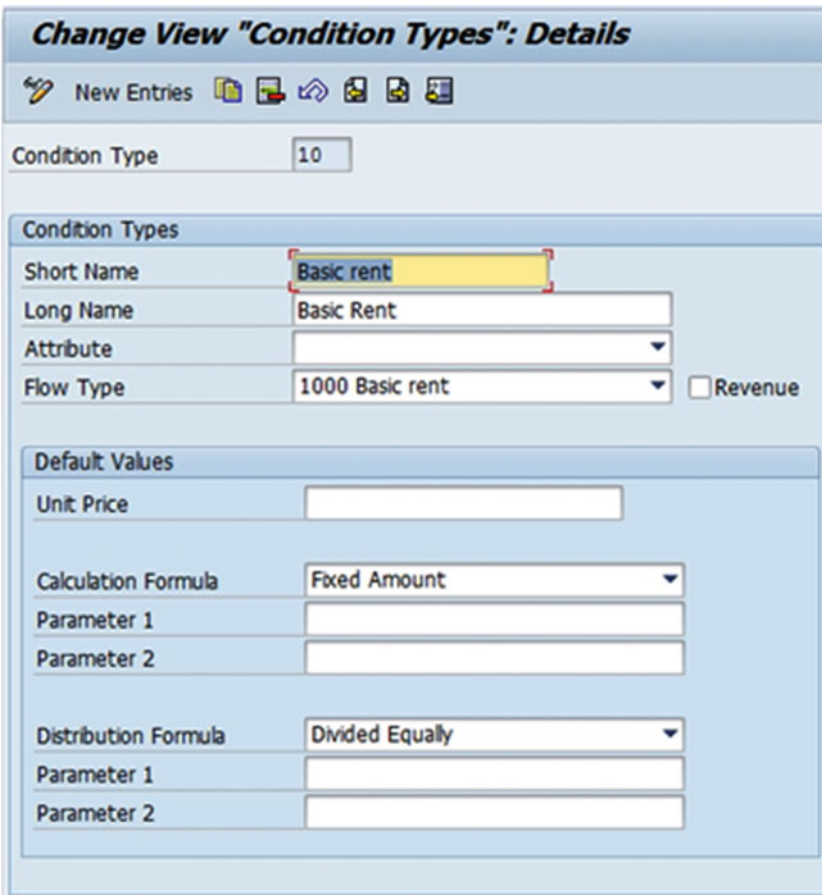 Change View "Condition Types": Details
New Entries
Condition Type 10
Condition Types
Short Name Basic rent
Long Name Basic Rent
Attribute
Flow Type 1000 Basic rent Revenue
Default Values
Unit Price
Calculation Formula Fixed Amount
Parameter 1
Parameter 2
Distribution Formula Divided Equally
Parameter 1
Parameter 2